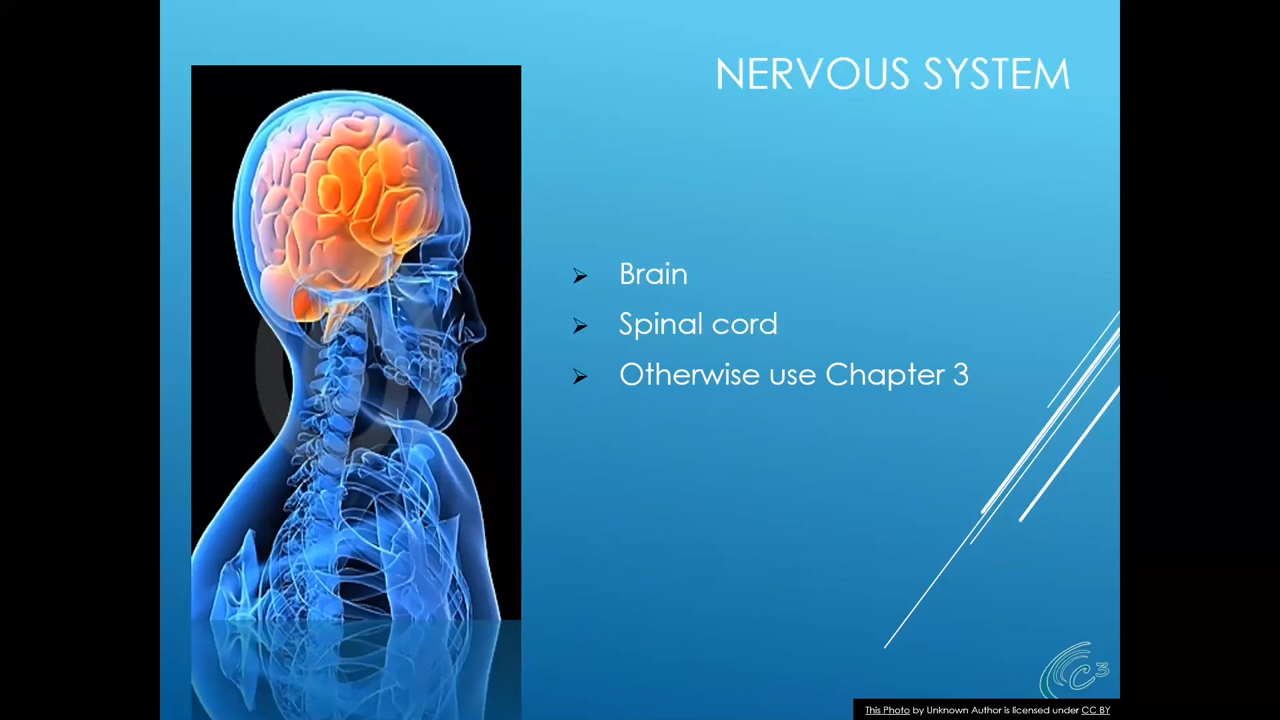 NERVOUS SYSTEM
Brain
Spinal cord
Otherwise use Chapter 3
C3
This Photo by Unknown Author is licensed under CC BY